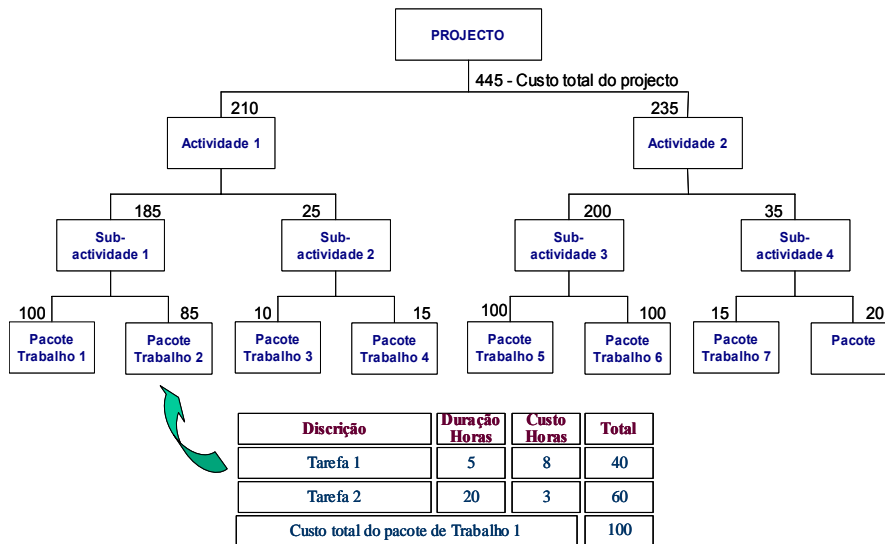 PROJECTO
445 - Custo total do projecto
210
235
Actividade 1
Actividade 2
185
25
200
35
Sub-
actividade 1
Sub-
actividade 2
Sub-
actividade 3
Sub-
actividade 4
100
85
10
15
100
100
15
20
Pacote
Trabalho 1
Pacote
Trabalho 2
Pacote
Trabalho 3
Pacote
Trabalho 4
Pacote
Trabalho 5
Pacote
Trabalho 6
Pacote
Trabalho 7
Pacote
Discrição
Duração
Horas
Custo
Horas
Total
Tarefa 1 5 8 40
Tarefa 2 20 3 60
Custo total do pacote de Trabalho 1 100